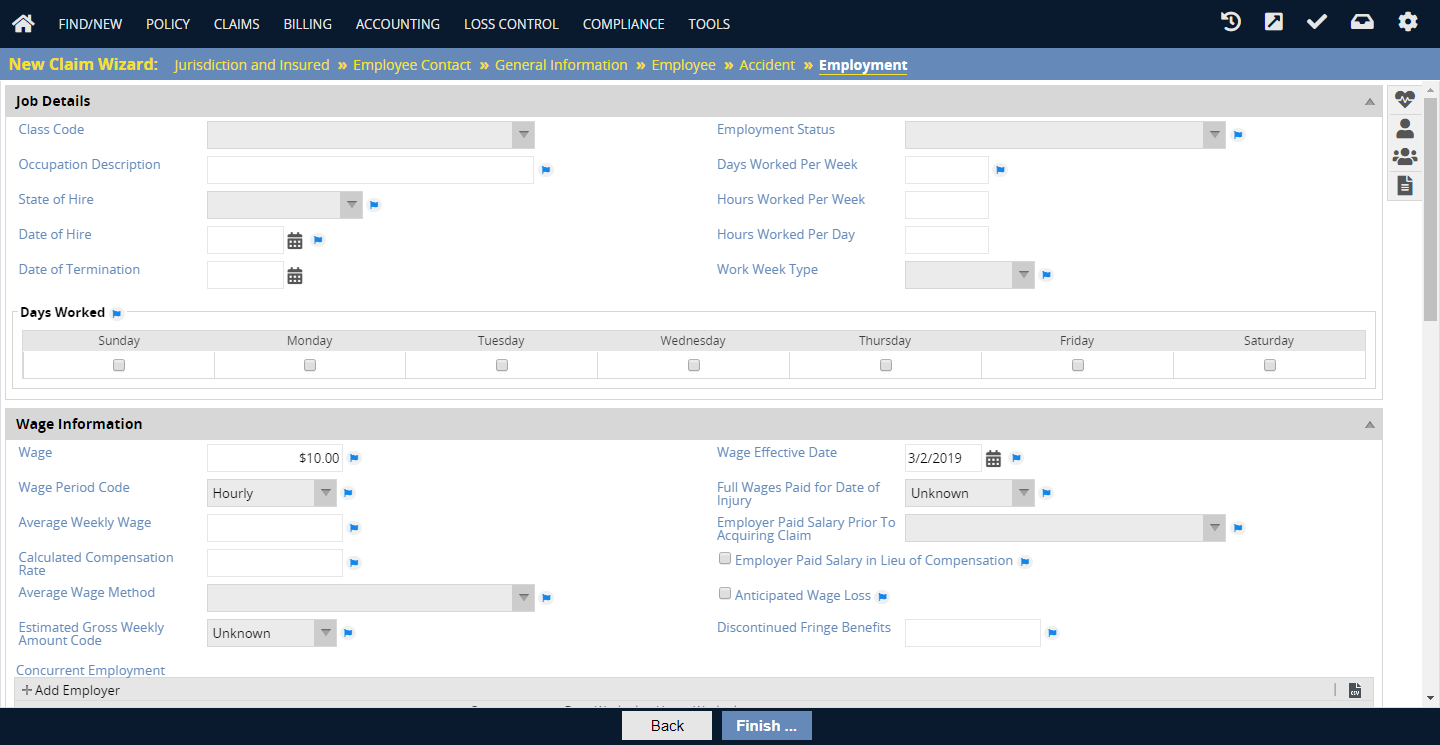 FIND/NEW POLICY CLAIMS BILLING ACCOUNTING LOSS CONTROL COMPLIANCE TOOLS
New Claim Wizard: Jurisdiction and Insured » Employee Contact » General Information » Employee » Accident » Employment
Job Details
Class Code
Employment Status
Occupation Description
Days Worked Per Week
State of Hire
Hours Worked Per Week
Date of Hire
Hours Worked Per Day
Date of Termination
Work Week Type
Days Worked
Sunday Monday Tuesday Wednesday Thursday Friday Saturday
Wage Information
Wage $10.00
Wage Effective Date 3/2/2019
Wage Period Code Hourly
Full Wages Paid for Date of
Injury
Unknown
Average Weekly Wage
Employer Paid Salary Prior To
Acquiring Claim
Calculated Compensation
Rate
Employer Paid Salary in Lieu of Compensation
Average Wage Method
Anticipated Wage Loss
Estimated Gross Weekly
Amount Code
Unknown
Discontinued Fringe Benefits
Concurrent Employment
Add Employer
CSV
Back Finish ...